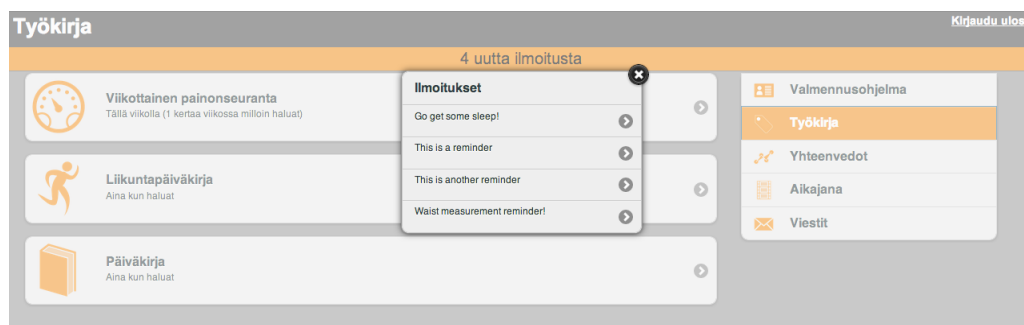 Työkirja
Kirjaudu ulos
4 uutta ilmoitusta
Viikottainen painonseuranta
Tällä viikolla (1 kertaa viikossa milloin haluat)
Liikuntapäiväkirja
Aina kun haluat
Päiväkirja
Aina kun haluat
Ilmoitukset
Go get some sleep!
This is a reminder
This is another reminder
Waist measurement reminder!
Valmennusohjelma
Työkirja
Yhteenvedot
Aikajana
Viestit